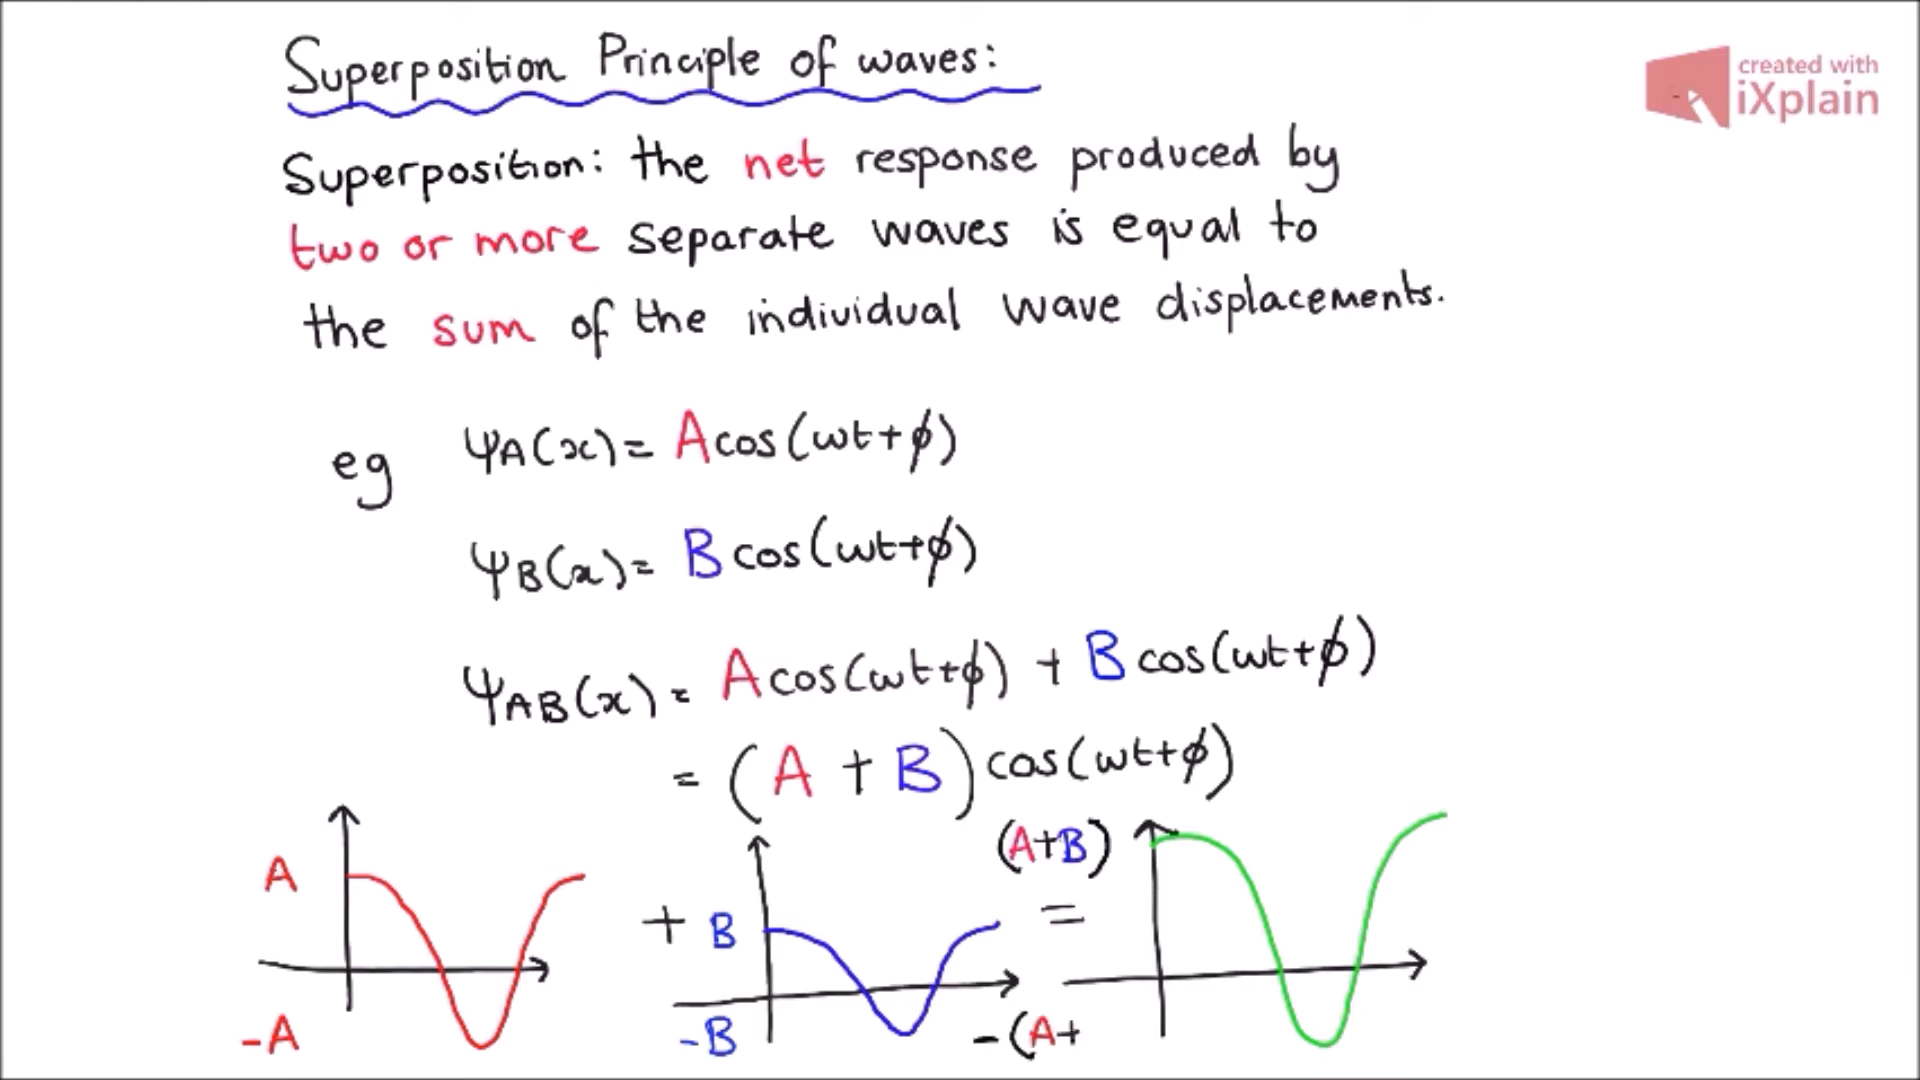 Superposition Principle of waves:
created with
iXplain
Superposition: the net response produced by
two or more separate waves is equal to
the sum of the individual wave displacements.
eg ψA(x)= Acos(ωt+ϕ)
ψB(x)= Bcos(ωt+ϕ)
ψAB(x)= Acos(ωt+ϕ) + Bcos(ωt+ϕ)
= (A + B)cos(ωt+ϕ)
A + B (A+B) =
-A -B -(A+